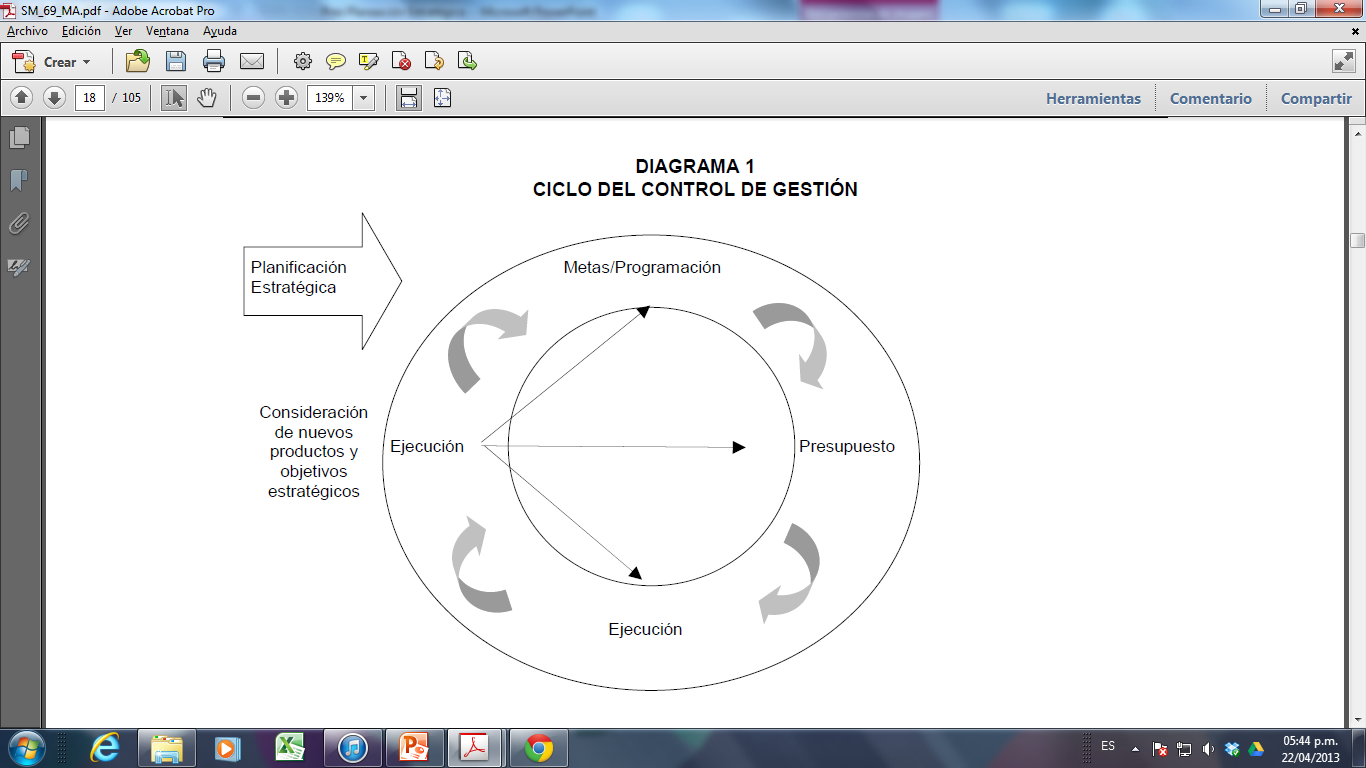 SM_69_MA.pdf - Adobe Acrobat Pro
Archivo Edición Ver Ventana Ayuda
Crear
18 / 105
139%
Herramientas Comentario Compartir
DIAGRAMA 1
CICLO DEL CONTROL DE GESTIÓN
Planificación
Estratégica
Metas/Programación
Consideración
de nuevos
productos y
objetivos
estratégicos
Ejecución
Presupuesto
Ejecución
ES
05:44 p.m.
22/04/2013